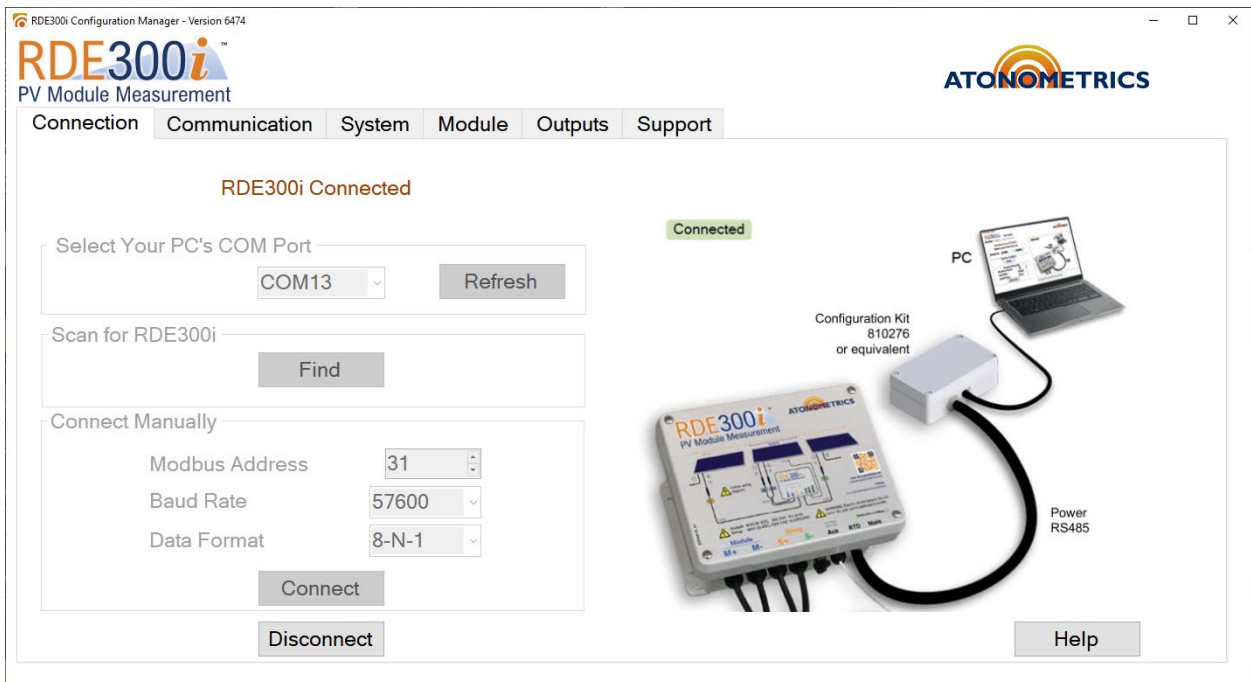 RDE300i Configuration Manager - Version 6474
RDE300i™
PV Module Measurement
ATONOMETRICS
Connection Communication System Module Outputs Support
RDE300i Connected
Select Your PC's COM Port
COM13 Refresh
Scan for RDE300i
Find
Connect Manually
Modbus Address 31
Baud Rate 57600
Data Format 8-N-1
Connect
Disconnect
Connected
PC
Configuration Kit
810276
or equivalent
RDE300i ATONOMETRICS
PV Module Measurement
Module
M+ M- S+ S- Aux RTD Main
Power
RS485
Help